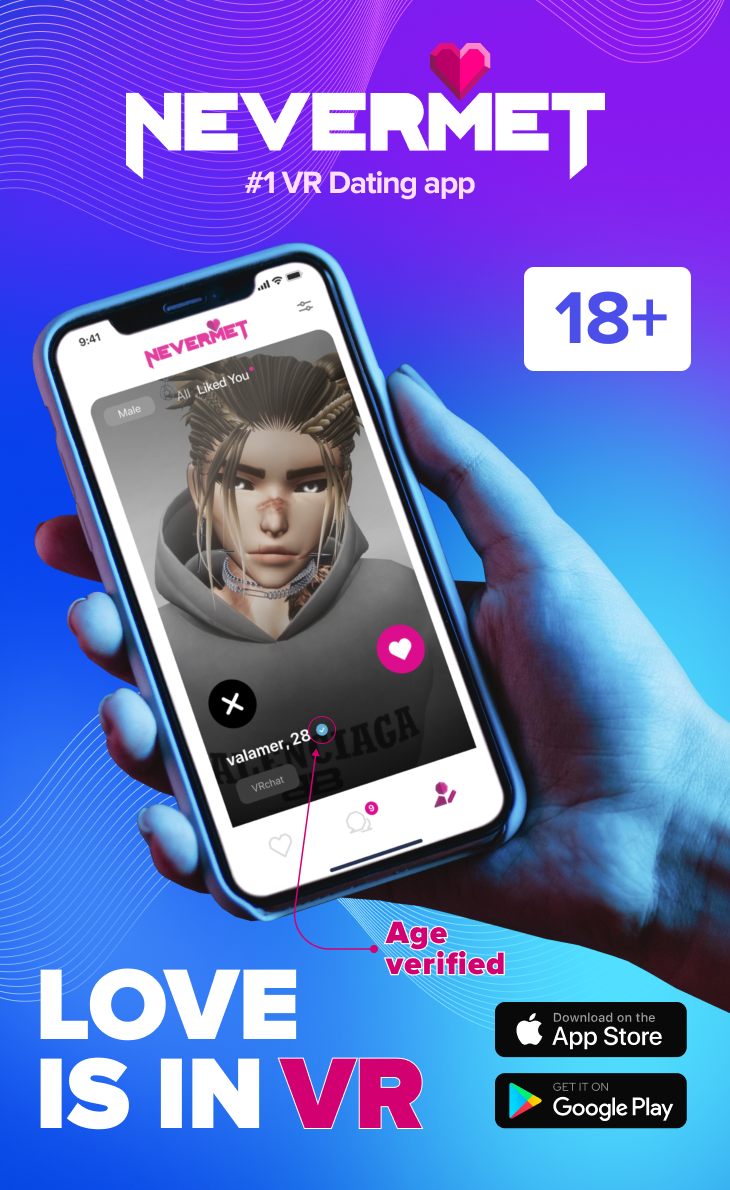 NEVERMET
#1 VR Dating app
18+
9:41
NEVERMET
Male
All Liked You
valamer, 28
VRchat
9
Age
verified
LOVE
IS IN VR
Download on the
App Store
GET IT ON
Google Play